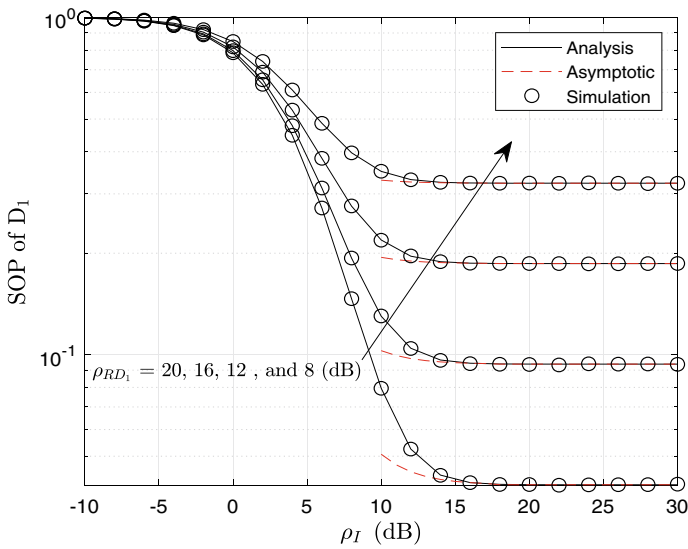 10^0
10^-1
SOP of D_1
Analysis
Asymptotic
Simulation
ρ_{RD_1} = 20, 16, 12 , and 8 (dB)
-10 -5 0 5 10 15 20 25 30
ρ_I (dB)